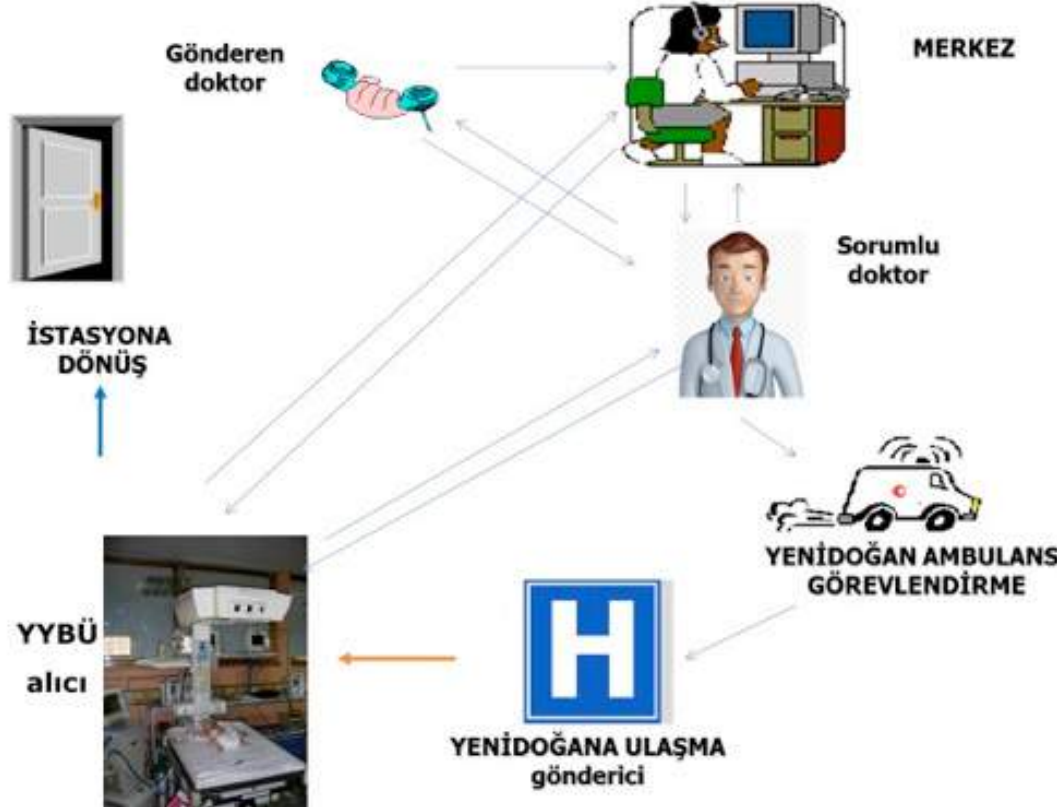 Gönderen
doktor
MERKEZ
Sorumlu
doktor
İSTASYONA
DÖNÜŞ
YENİDOĞAN AMBULANS
GÖREVLENDİRME
YYBÜ
alıcı
H
YENİDOĞANA ULAŞMA
gönderici